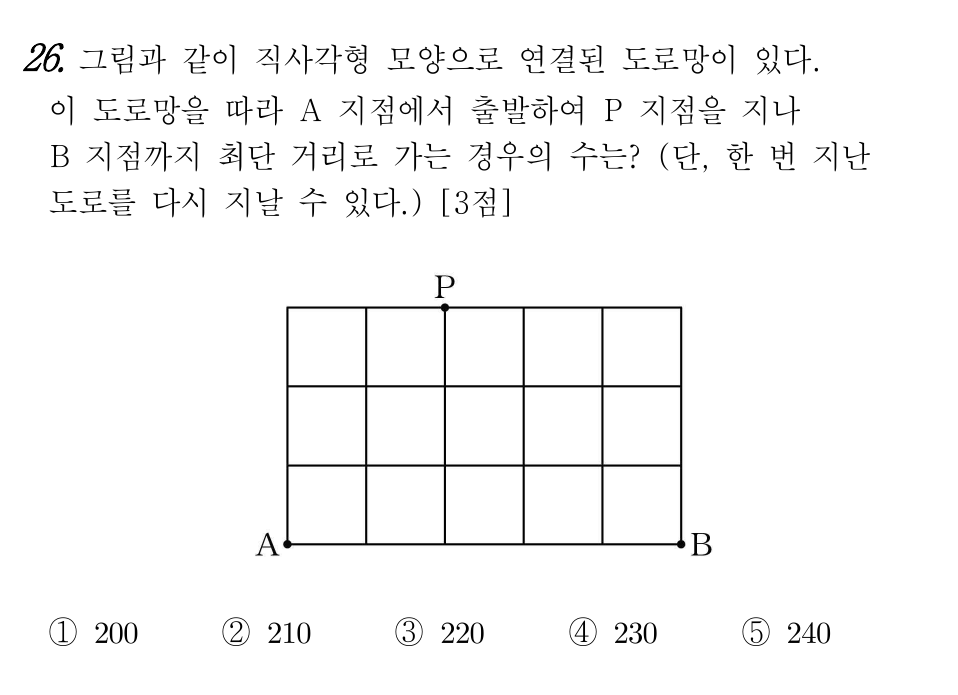 26. 그림과 같이 직사각형 모양으로 연결된 도로망이 있다.
이 도로망을 따라 A 지점에서 출발하여 P 지점을 지나
B 지점까지 최단 거리로 가는 경우의 수는? (단, 한 번 지난
도로를 다시 지날 수 있다.) [3점]
P
A
B
① 200 ② 210 ③ 220 ④ 230 ⑤ 240